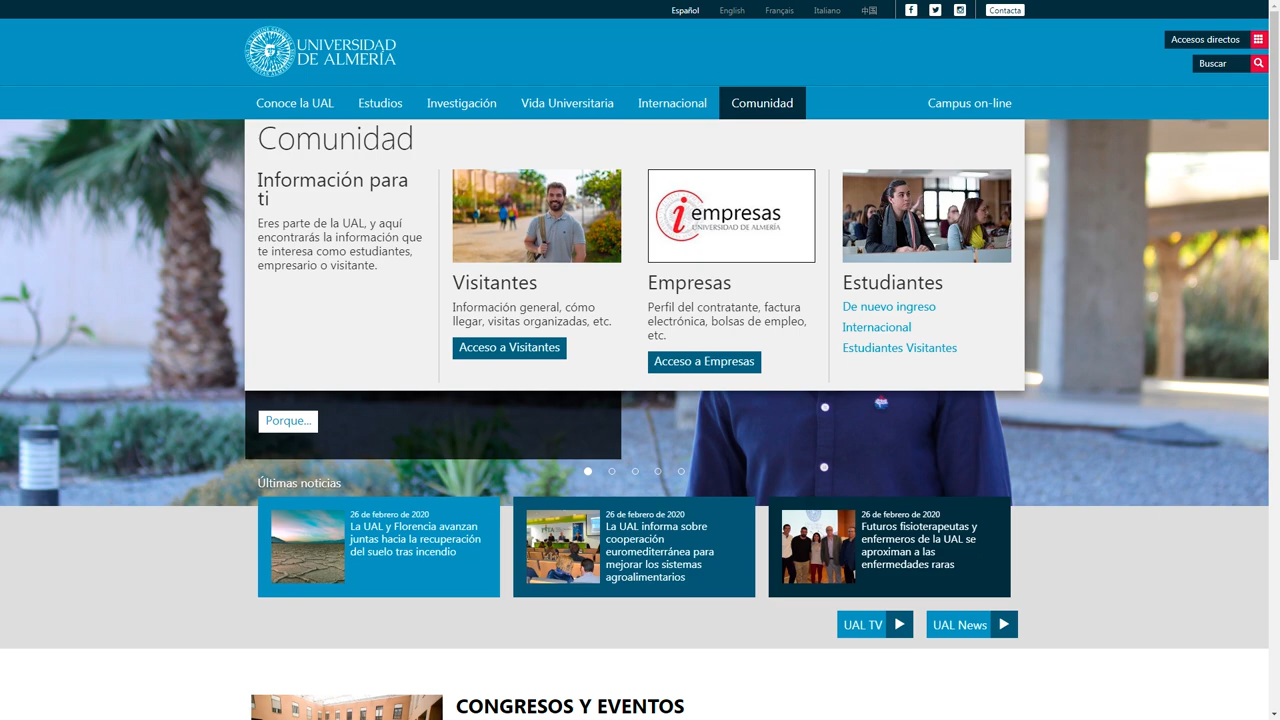 Español English Français Italiano 中国 Contacta
UNIVERSIDAD
DE ALMERÍA
Accesos directos
Buscar
Conoce la UAL Estudios Investigación Vida Universitaria Internacional Comunidad Campus on-line
Comunidad
Información para
ti
Eres parte de la UAL, y aquí
encontrarás la información que
te interesa como estudiantes,
empresario o visitante.
Visitantes
Información general, cómo
llegar, visitas organizadas, etc.
Acceso a Visitantes
i empresas
UNIVERSIDAD DE ALMERÍA
Empresas
Perfil del contratante, factura
electrónica, bolsas de empleo,
etc.
Acceso a Empresas
Estudiantes
De nuevo ingreso
Internacional
Estudiantes Visitantes
Porque...
Últimas noticias
26 de febrero de 2020
La UAL y Florencia avanzan
juntas hacia la recuperación
del suelo tras incendio
26 de febrero de 2020
La UAL informa sobre
cooperación
euromediterránea para
mejorar los sistemas
agroalimentarios
26 de febrero de 2020
Futuros fisioterapeutas y
enfermeros de la UAL se
aproximan a las
enfermedades raras
UAL TV
UAL News
CONGRESOS Y EVENTOS